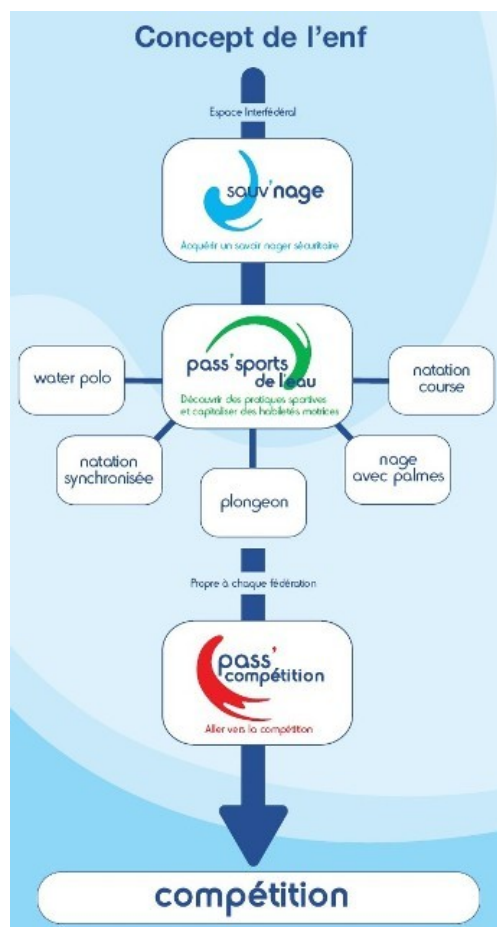 Concept de l'enf
Espace Interfédéral
sauv'nage
Acquérir un savoir nager sécuritaire
pass'sports
de l'eau
Découvrir des pratiques sportives
et capitaliser des habiletés motrices
water polo
natation
course
natation
synchronisée
plongeon
nage
avec palmes
Propre à chaque fédération
pass'
compétition
Aller vers la compétition
compétition